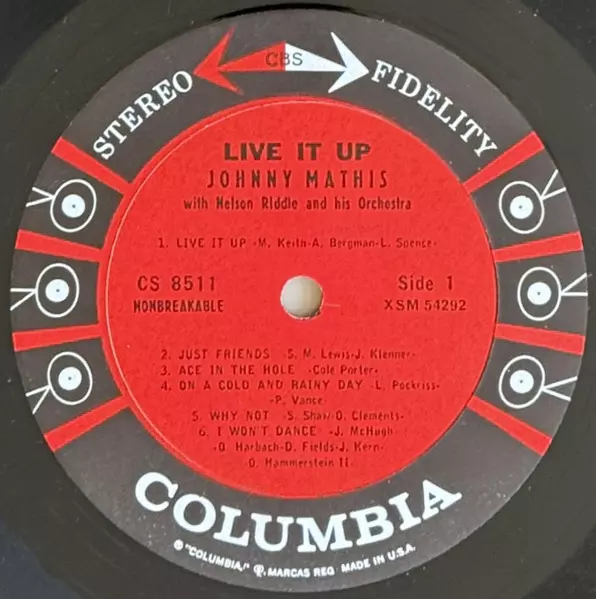 CBS
STEREO FIDELITY
LIVE IT UP
JOHNNY MATHIS
with Nelson Riddle and his Orchestra
1. LIVE IT UP -M. Keith-A. Bergman-L. Spence-
CS 8511 Side 1
NONBREAKABLE XSM 54292
2. JUST FRIENDS -S. M. Lewis-J. Klenner-
3. ACE IN THE HOLE -Cole Porter-
4. ON A COLD AND RAINY DAY -L. Pockriss-
-P. Vance-
5. WHY NOT -S. Shaw-O. Clements-
6. I WON'T DANCE -J. McHugh-
O. Harbach-D. Fields-J. Kern-
O. Hammerstein II-
COLUMBIA
® "COLUMBIA," MARCAS REG. MADE IN U.S.A.